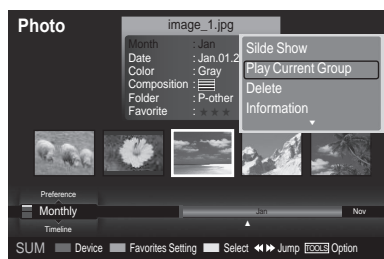 Photo
image_1.jpg
Month : Jan
Date : Jan.01.2
Color : Gray
Composition :
Folder : P-other
Favorite : ★ ★ ★
Silde Show
Play Current Group
Delete
Information
Preference
Monthly
Timeline
Jan
Nov
SUM Device Favorites Setting Select Jump TOOLS Option